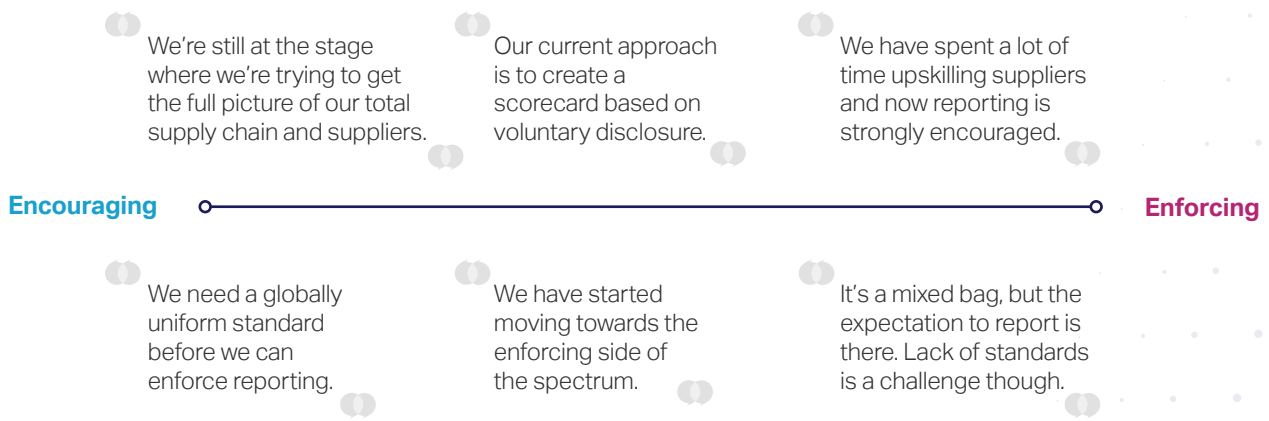 We’re still at the stage
where we’re trying to get
the full picture of our total
supply chain and suppliers.
Our current approach
is to create a
scorecard based on
voluntary disclosure.
We have spent a lot of
time upskilling suppliers
and now reporting is
strongly encouraged.
Encouraging
Enforcing
We need a globally
uniform standard
before we can
enforce reporting.
We have started
moving towards the
enforcing side of
the spectrum.
It’s a mixed bag, but the
expectation to report is
there. Lack of standards
is a challenge though.